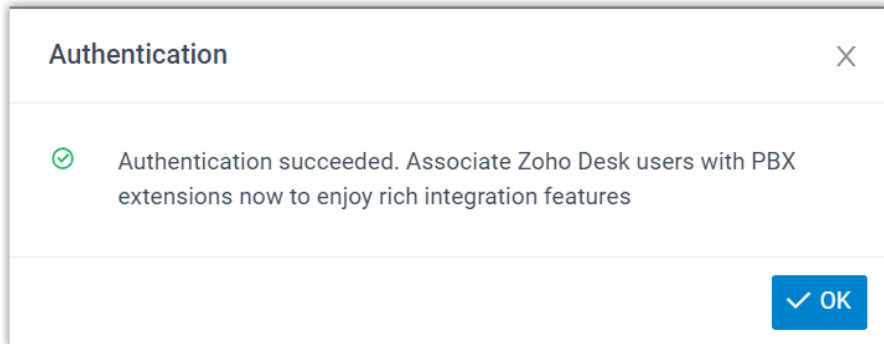 Authentication
Authentication succeeded. Associate Zoho Desk users with PBX
extensions now to enjoy rich integration features
OK